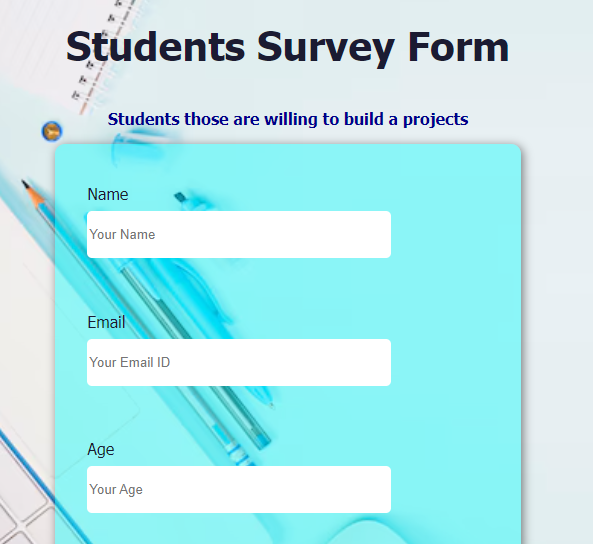 Students Survey Form
Students those are willing to build a projects
Name
Your Name
Email
Your Email ID
Age
Your Age